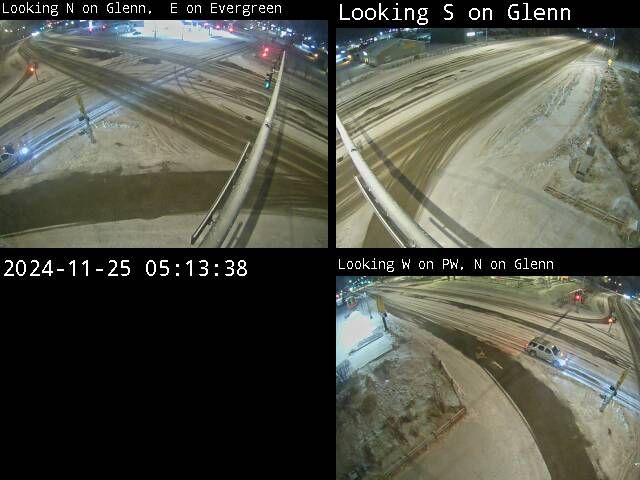 Looking N on Glenn,  E on Evergreen
Looking S on Glenn
2024-11-25 05:13:38
Looking W on PW, N on Glenn